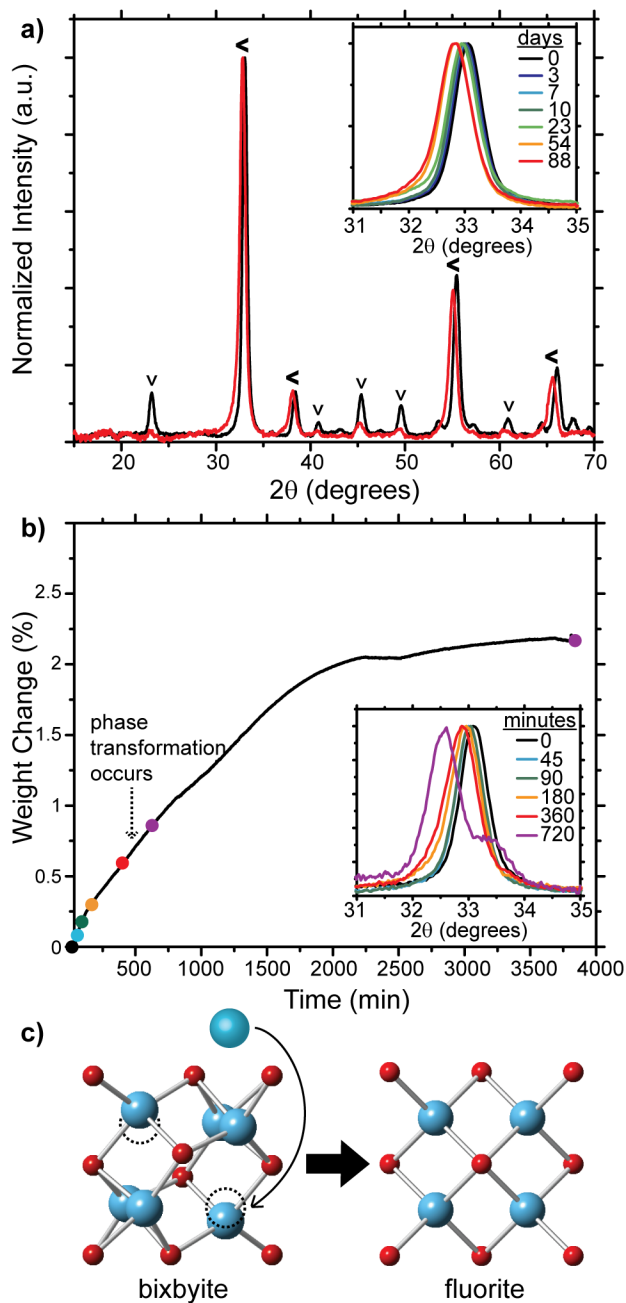 a)
Normalized Intensity (a.u.)
<
v
<
v
v
v
<
v
<
20 30 40 50 60 70
2θ (degrees)
days
0
3
7
10
23
54
88
31 32 33 34 35
2θ (degrees)
b)
Weight Change (%)
2.5
2
1.5
1
0.5
0
phase
transformation
occurs
500 1000 1500 2000 2500 3000 3500 4000
Time (min)
minutes
0
45
90
180
360
720
31 32 33 34 35
2θ (degrees)
c)
bixbyite
fluorite